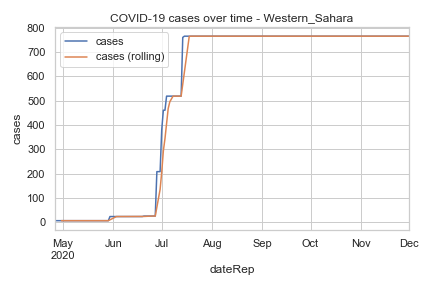 COVID-19 cases over time - Western_Sahara
cases
cases (rolling)
800
700
600
500
400
300
200
100
0
cases
May
2020
Jun
Jul
Aug
Sep
Oct
Nov
Dec
dateRep